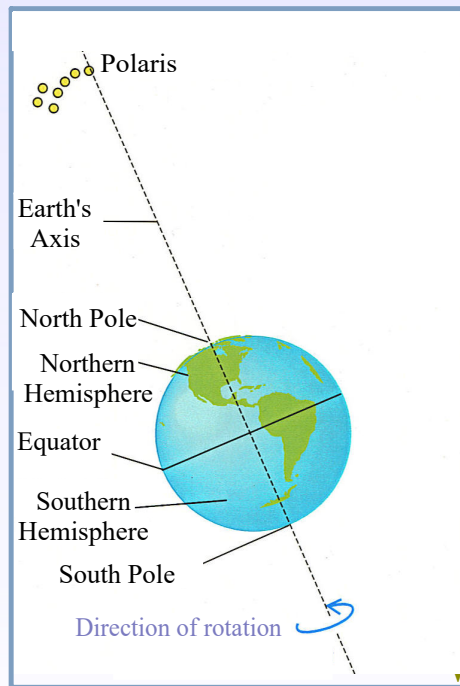 Polaris
Earth's
Axis
North Pole
Northern
Hemisphere
Equator
Southern
Hemisphere
South Pole
Direction of rotation